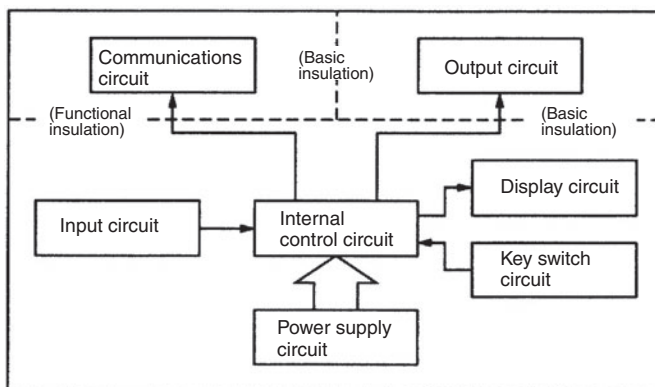 Communications
circuit
(Basic
insulation)
Output circuit
(Functional
insulation)
(Basic
insulation)
Input circuit
Internal
control circuit
Display circuit
Key switch
circuit
Power supply
circuit